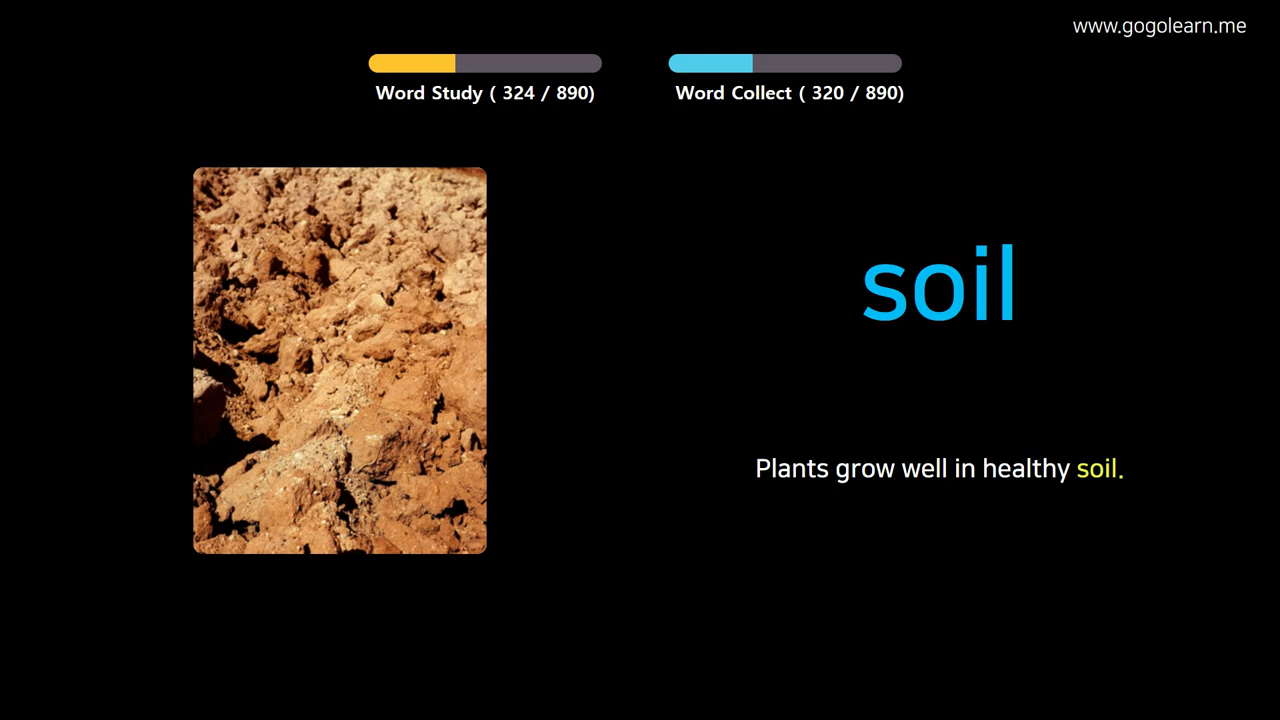 www.gogolearn.me
Word Study ( 324 / 890)
Word Collect ( 320 / 890)
soil
Plants grow well in healthy soil.